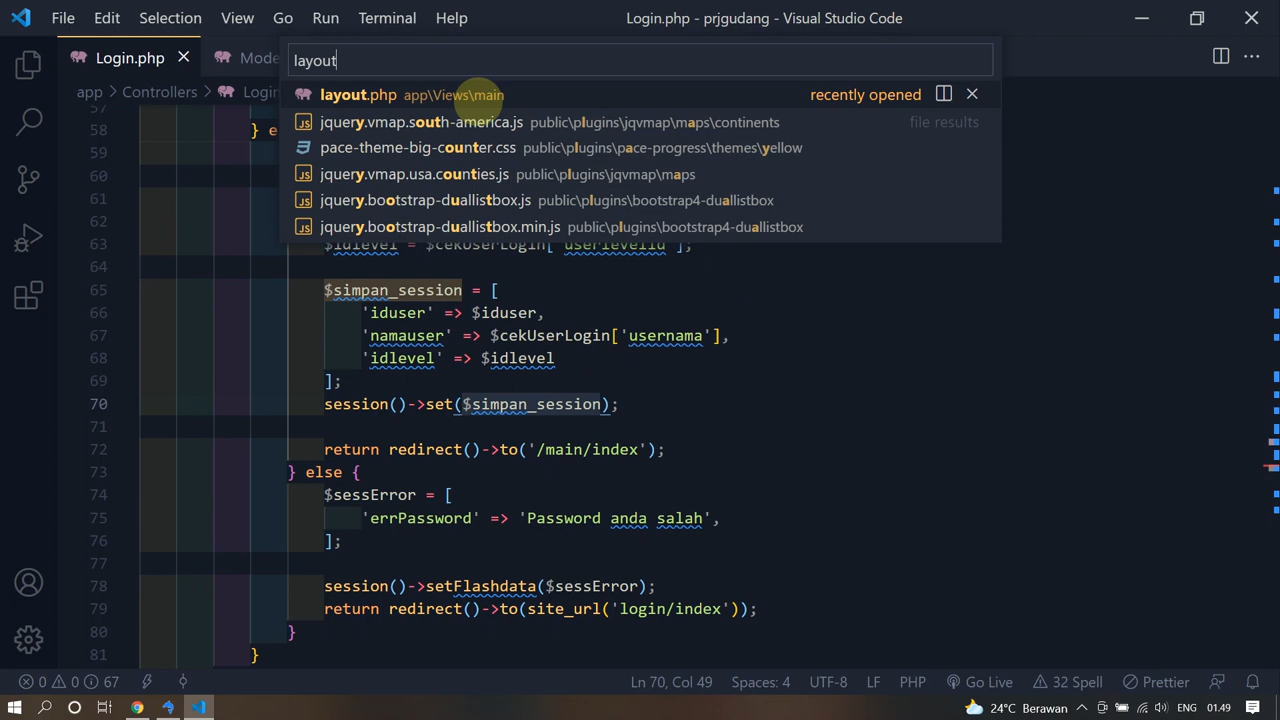 File Edit Selection View Go Run Terminal Help Login.php - prjgudang - Visual Studio Code
Login.php Mode
layout
app > Controllers > Login
layout.php app\Views\main recently opened
jquery.vmap.south-america.js public\plugins\jqvmap\maps\continents file results
pace-theme-big-counter.css public\plugins\pace-progress\themes\yellow
jquery.vmap.usa.counties.js public\plugins\jqvmap\maps
jquery.bootstrap-duallistbox.js public\plugins\bootstrap4-duallistbox
jquery.bootstrap-duallistbox.min.js public\plugins\bootstrap4-duallistbox
57
58 } e
59
60
61
62
63 $idlevel = $cekUserLogin['userlevelid'];
64
65 $simpan_session = [
66 'iduser' => $iduser,
67 'namauser' => $cekUserLogin['usernama'],
68 'idlevel' => $idlevel
69 ];
70 session()->set($simpan_session);
71
72 return redirect()->to('/main/index');
73 } else {
74 $sessError = [
75 'errPassword' => 'Password anda salah',
76 ];
77
78 session()->setFlashdata($sessError);
79 return redirect()->to(site_url('login/index'));
80 }
81 }
0 0 67 Ln 70, Col 49 Spaces: 4 UTF-8 LF PHP Go Live 32 Spell Prettier
24°C Berawan ENG 01.49